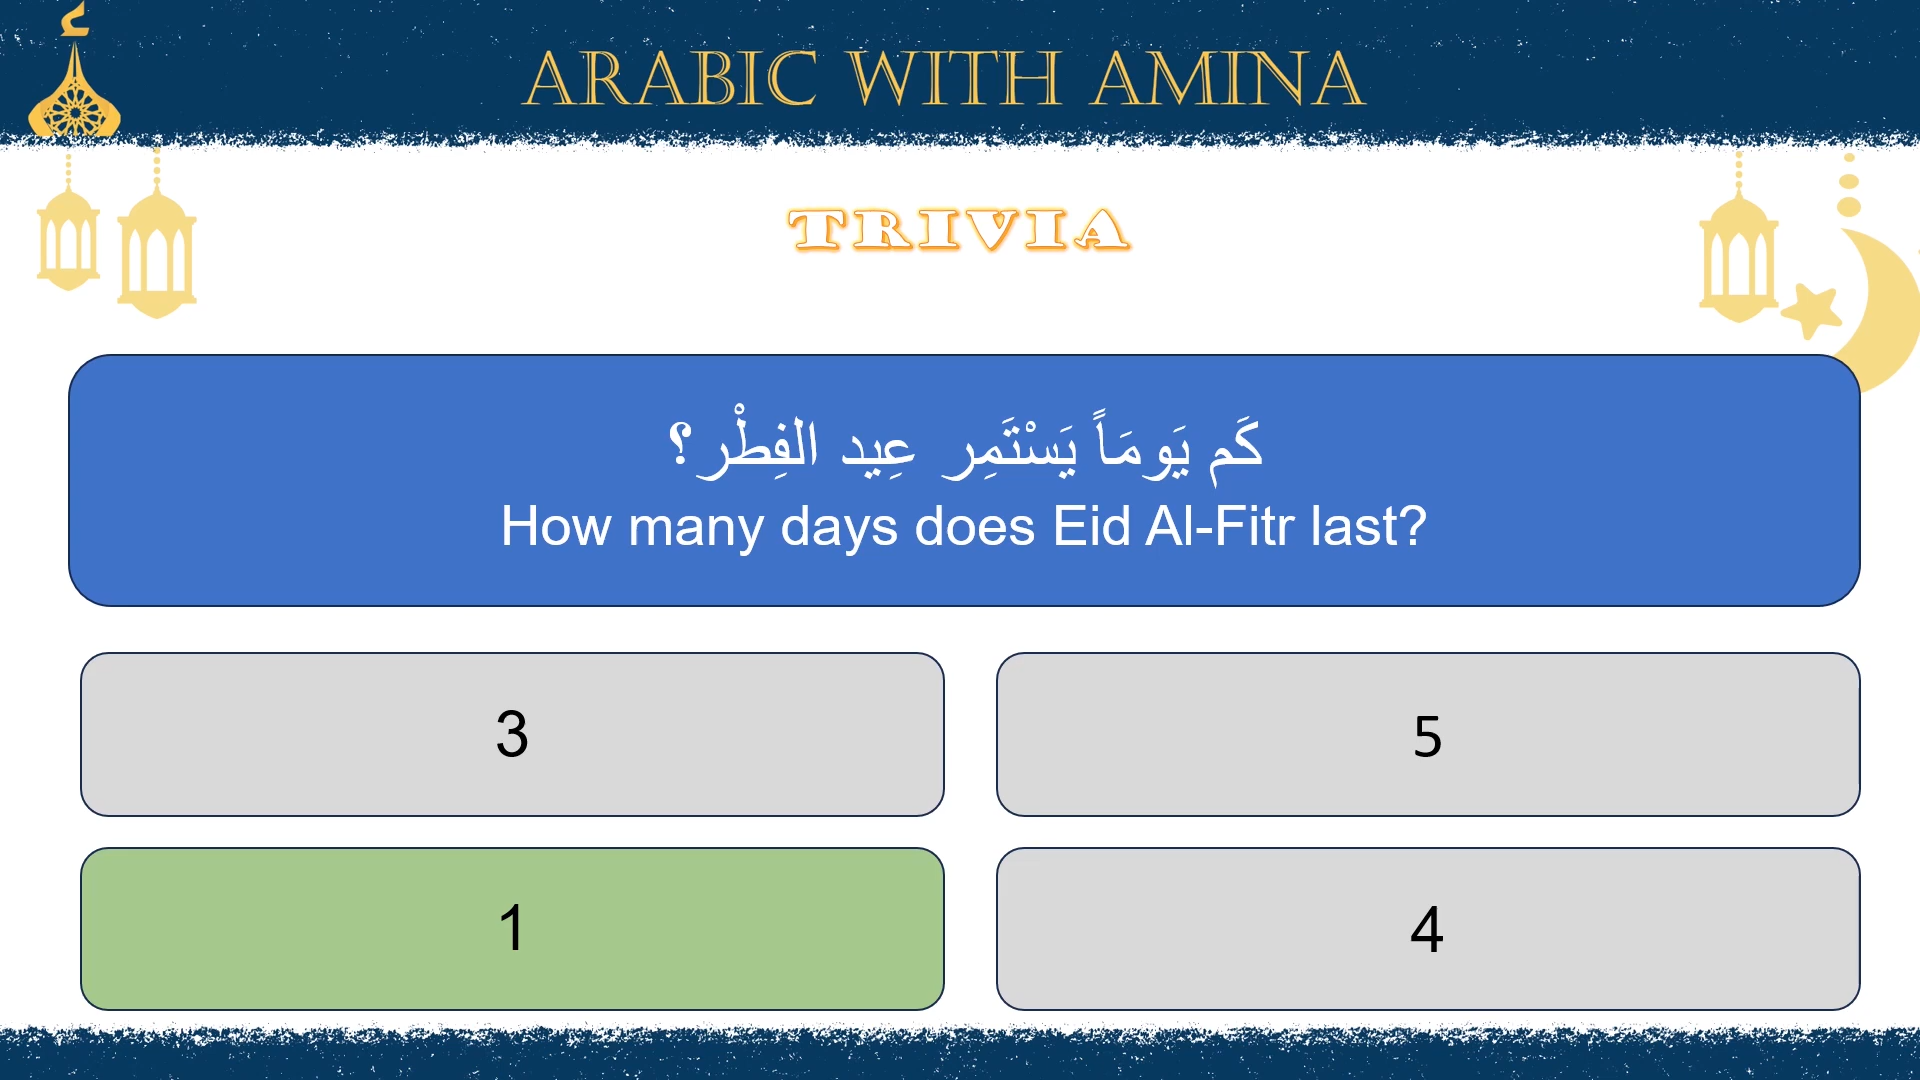 ARABIC WITH AMINA
TRIVIA
كَم يَومَاً يَسْتَمِر عِيد الفِطْر؟
How many days does Eid Al-Fitr last?
3
5
1
4